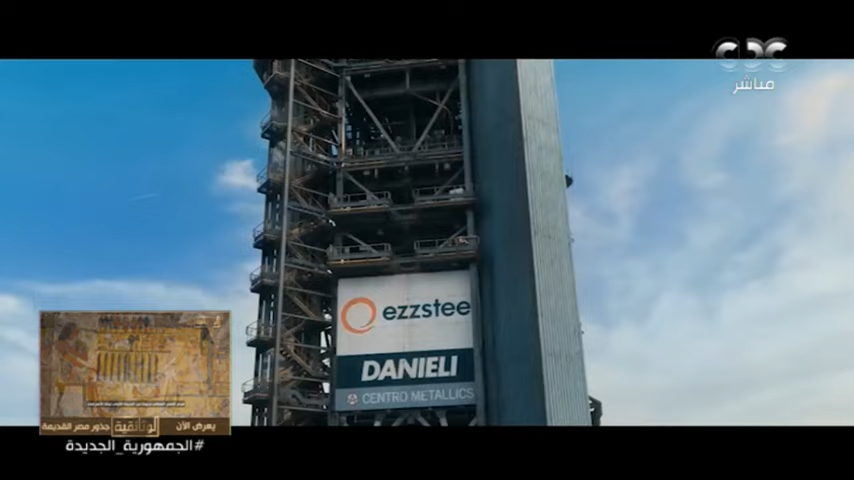 CBC
مباشر
ezzstee
DANIELI
CENTRO METALLICS
يعرض الآن الوثائقية جذور مصر القديمة
#الجمهورية_الجديدة